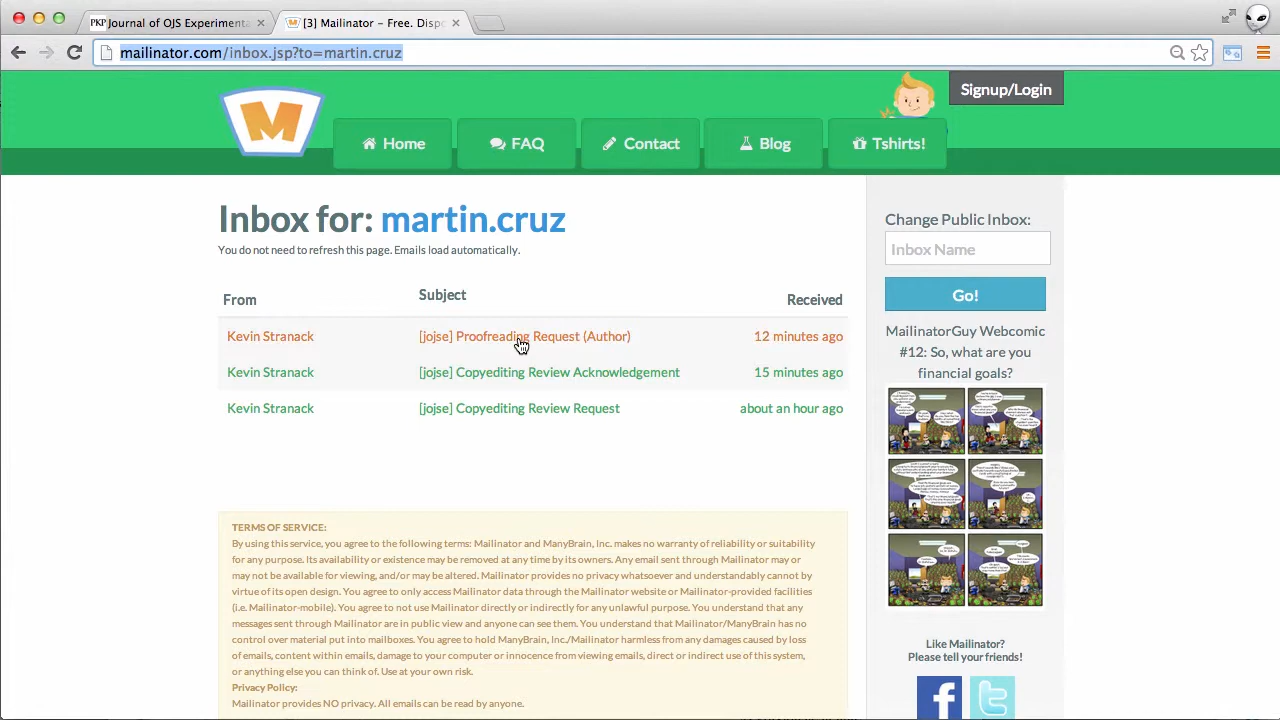 PKP Journal of OJS Experimenta
[3] Mailinator - Free. Dispo
mailinator.com/inbox.jsp?to=martin.cruz
Signup/Login
M
Home
FAQ
Contact
Blog
Tshirts!
Inbox for: martin.cruz
You do not need to refresh this page. Emails load automatically.
From
Subject
Received
Kevin Stranack
[jojse] Proofreading Request (Author)
12 minutes ago
Kevin Stranack
[jojse] Copyediting Review Acknowledgement
15 minutes ago
Kevin Stranack
[jojse] Copyediting Review Request
about an hour ago
TERMS OF SERVICE:
By using this service, you agree to the following terms: Mailinator and ManyBrain, Inc. makes no warranty of reliability or suitability
for any purpose. Its availability or existence may be removed at any time by its owners. Any email sent through Mailinator may or
may not be available for viewing, and/or may be altered. Mailinator provides no privacy whatsoever and understandably cannot by
virtue of its open design. You agree to only access Mailinator data through the Mailinator website or Mailinator-provided facilities
(i.e. Mailinator-mobile). You agree to not use Mailinator directly or indirectly for any unlawful purpose. You understand that any
messages sent through Mailinator are in public view and anyone can see them. You understand that Mailinator/ManyBrain has no
control over material put into mailboxes. You agree to hold ManyBrain, Inc./Mailinator harmless from any damages caused by loss
of emails, content within emails, damage to your computer or innocence from viewing emails, direct or indirect use of this system,
or anything else you can think of. Use at your own risk.
Privacy Policy:
Mailinator provides NO privacy. All emails can be read by anyone.
Change Public Inbox:
Inbox Name
Go!
MailinatorGuy Webcomic
#12: So, what are you
financial goals?
Like Mailinator?
Please tell your friends!